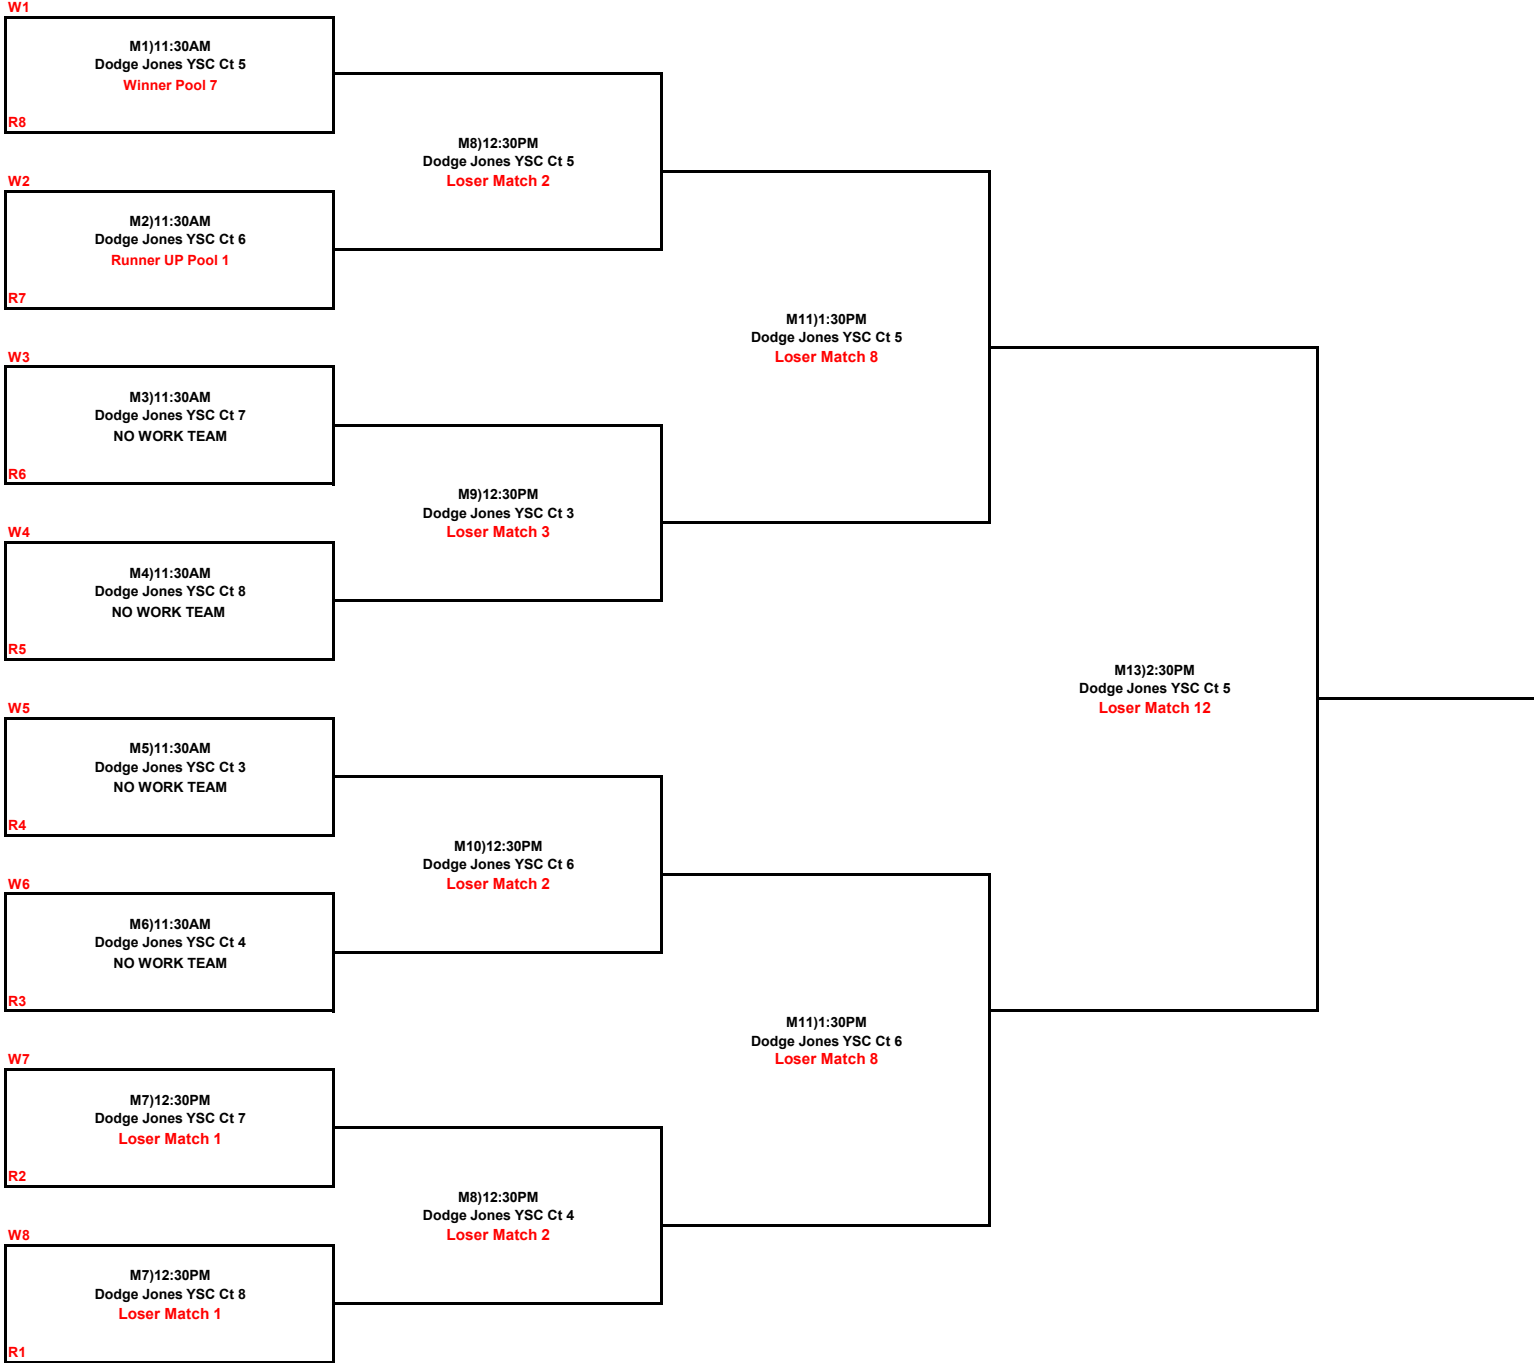 W1
M1)11:30AM
Dodge Jones YSC Ct 5
Winner Pool 7
R8
W2
M2)11:30AM
Dodge Jones YSC Ct 6
Runner UP Pool 1
R7
W3
M3)11:30AM
Dodge Jones YSC Ct 7
NO WORK TEAM
R6
W4
M4)11:30AM
Dodge Jones YSC Ct 8
NO WORK TEAM
R5
W5
M5)11:30AM
Dodge Jones YSC Ct 3
NO WORK TEAM
R4
W6
M6)11:30AM
Dodge Jones YSC Ct 4
NO WORK TEAM
R3
W7
M7)12:30PM
Dodge Jones YSC Ct 7
Loser Match 1
R2
W8
M7)12:30PM
Dodge Jones YSC Ct 8
Loser Match 1
R1
M8)12:30PM
Dodge Jones YSC Ct 5
Loser Match 2
M9)12:30PM
Dodge Jones YSC Ct 3
Loser Match 3
M10)12:30PM
Dodge Jones YSC Ct 6
Loser Match 2
M8)12:30PM
Dodge Jones YSC Ct 4
Loser Match 2
M11)1:30PM
Dodge Jones YSC Ct 5
Loser Match 8
M11)1:30PM
Dodge Jones YSC Ct 6
Loser Match 8
M13)2:30PM
Dodge Jones YSC Ct 5
Loser Match 12